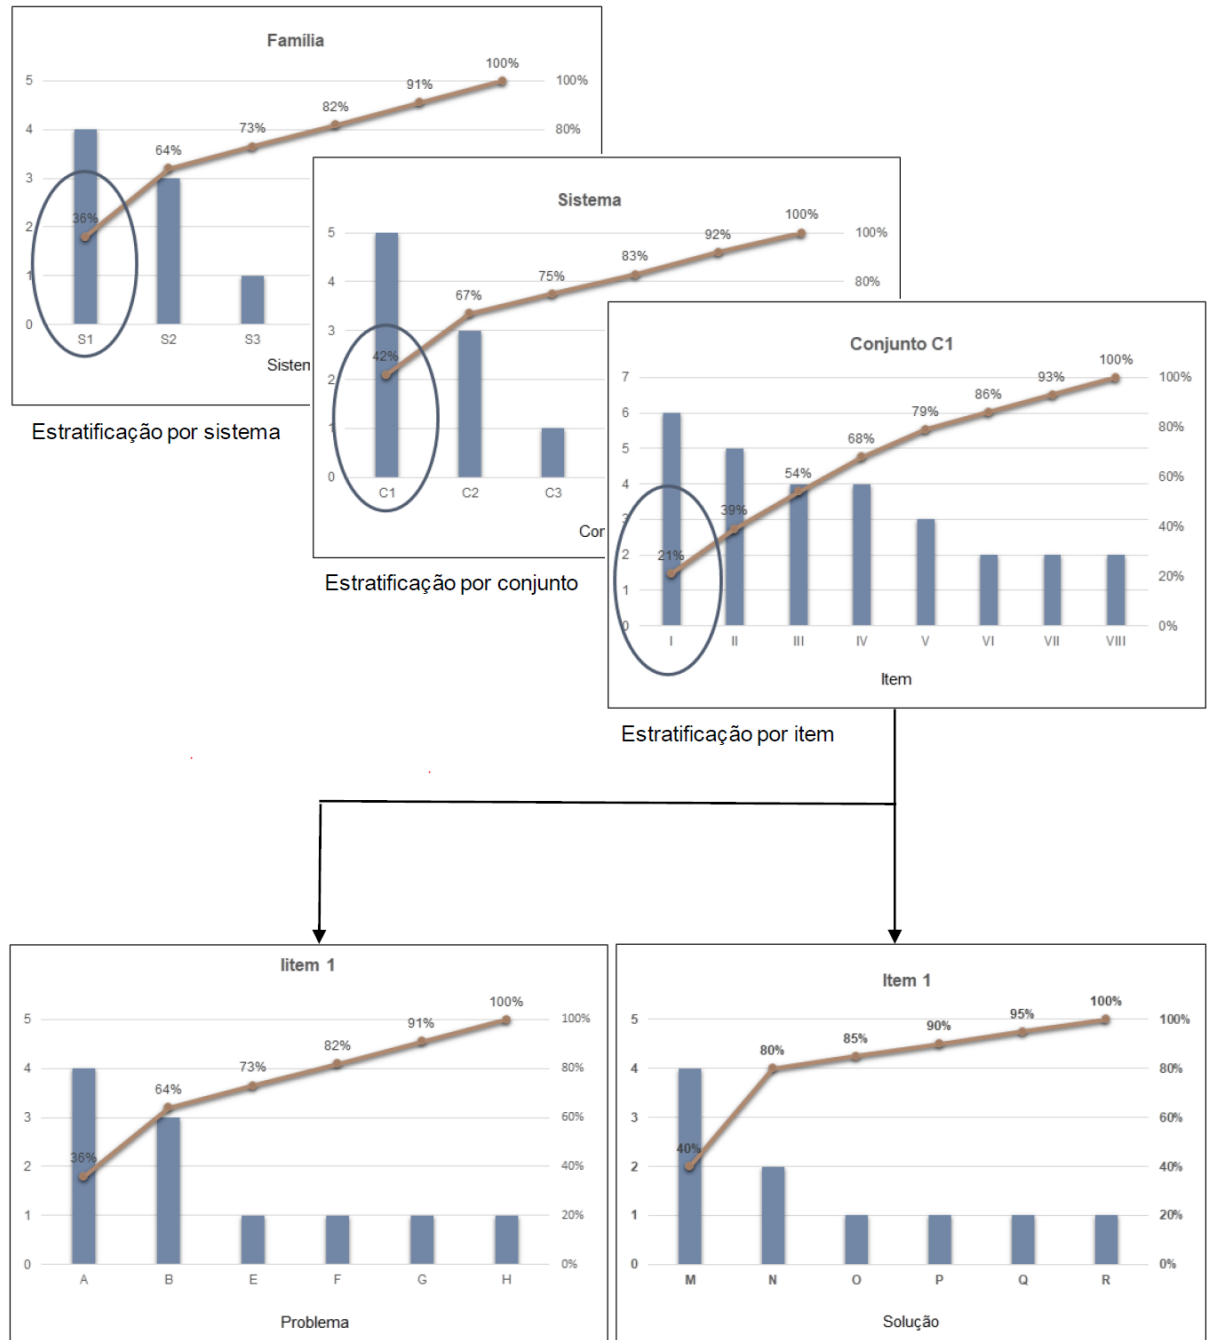 Família
5
4
3
2
1
0
36%
64%
73%
82%
91%
100%
100%
80%
S1
S2
S3
Sisten
Estratificação por sistema
Sistema
5
4
3
2
1
0
42%
67%
75%
83%
92%
100%
100%
80%
C1
C2
C3
Cor
Estratificação por conjunto
Conjunto C1
7
6
5
4
3
2
1
0
21%
39%
54%
68%
79%
86%
93%
100%
100%
80%
60%
40%
20%
0%
I
II
III
IV
V
VI
VII
VIII
Item
Estratificação por item
Iitem 1
5
4
3
2
1
0
36%
64%
73%
82%
91%
100%
100%
80%
60%
40%
20%
0%
A
B
E
F
G
H
Problema
Item 1
5
4
3
2
1
0
40%
80%
85%
90%
95%
100%
100%
80%
60%
40%
20%
0%
M
N
O
P
Q
R
Solução